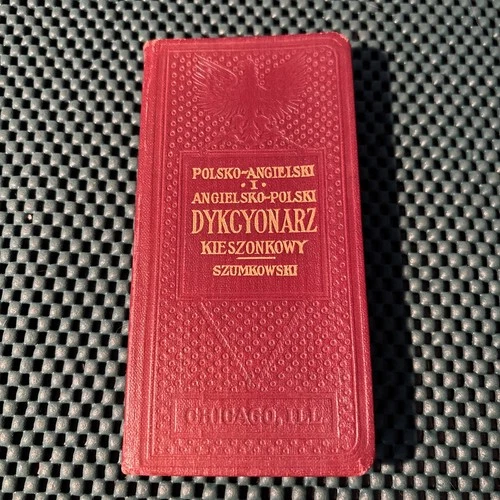 POLSKO-ANGIELSKI
·I·
ANGIELSKO-POLSKI
DYKCYONARZ
KIESZONKOWY
SZUMKOWSKI
CHICAGO, ILL